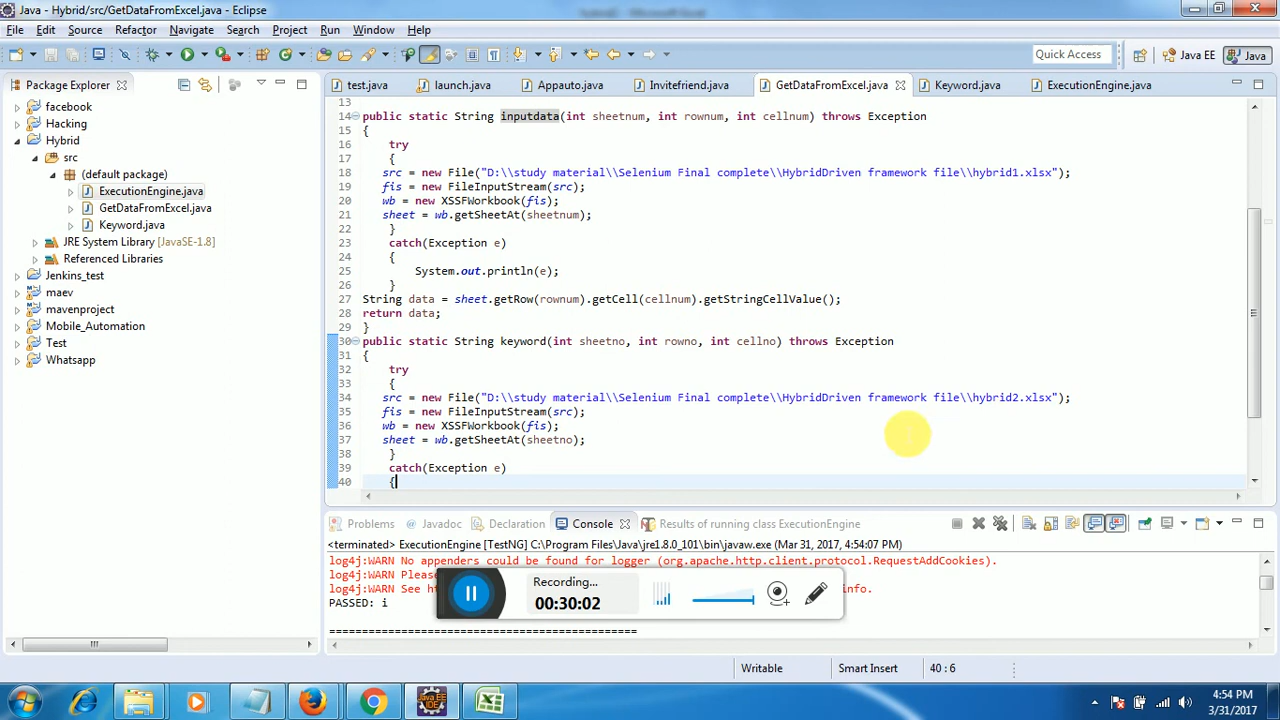 Java - Hybrid/src/GetDataFromExcel.java - Eclipse
File Edit Source Refactor Navigate Search Project Run Window Help
Quick Access Java EE Java
Package Explorer
facebook
Hacking
Hybrid
src
(default package)
ExecutionEngine.java
GetDataFromExcel.java
Keyword.java
JRE System Library [JavaSE-1.8]
Referenced Libraries
Jenkins_test
maev
mavenproject
Mobile_Automation
Test
Whatsapp
test.java launch.java Appauto.java Invitefriend.java GetDataFromExcel.java Keyword.java ExecutionEngine.java
13
14 public static String inputdata(int sheetnum, int rownum, int cellnum) throws Exception
15 {
16 try
17 {
18 src = new File("D:\\study material\\Selenium Final complete\\HybridDriven framework file\\hybrid1.xlsx");
19 fis = new FileInputStream(src);
20 wb = new XSSFWorkbook(fis);
21 sheet = wb.getSheetAt(sheetnum);
22 }
23 catch(Exception e)
24 {
25 System.out.println(e);
26 }
27 String data = sheet.getRow(rownum).getCell(cellnum).getStringCellValue();
28 return data;
29 }
30 public static String keyword(int sheetno, int rowno, int cellno) throws Exception
31 {
32 try
33 {
34 src = new File("D:\\study material\\Selenium Final complete\\HybridDriven framework file\\hybrid2.xlsx");
35 fis = new FileInputStream(src);
36 wb = new XSSFWorkbook(fis);
37 sheet = wb.getSheetAt(sheetno);
38 }
39 catch(Exception e)
40 {
Problems Javadoc Declaration Console Results of running class ExecutionEngine
<terminated> ExecutionEngine [TestNG] C:\Program Files\Java\jre1.8.0_101\bin\javaw.exe (Mar 31, 2017, 4:54:07 PM)
log4j:WARN No appenders could be found for logger (org.apache.http.client.protocol.RequestAddCookies).
log4j:WARN Pleas
log4j:WARN See ht nfo.
PASSED: i
===============================================
Recording...
00:30:02
Writable Smart Insert 40 : 6
4:54 PM
3/31/2017